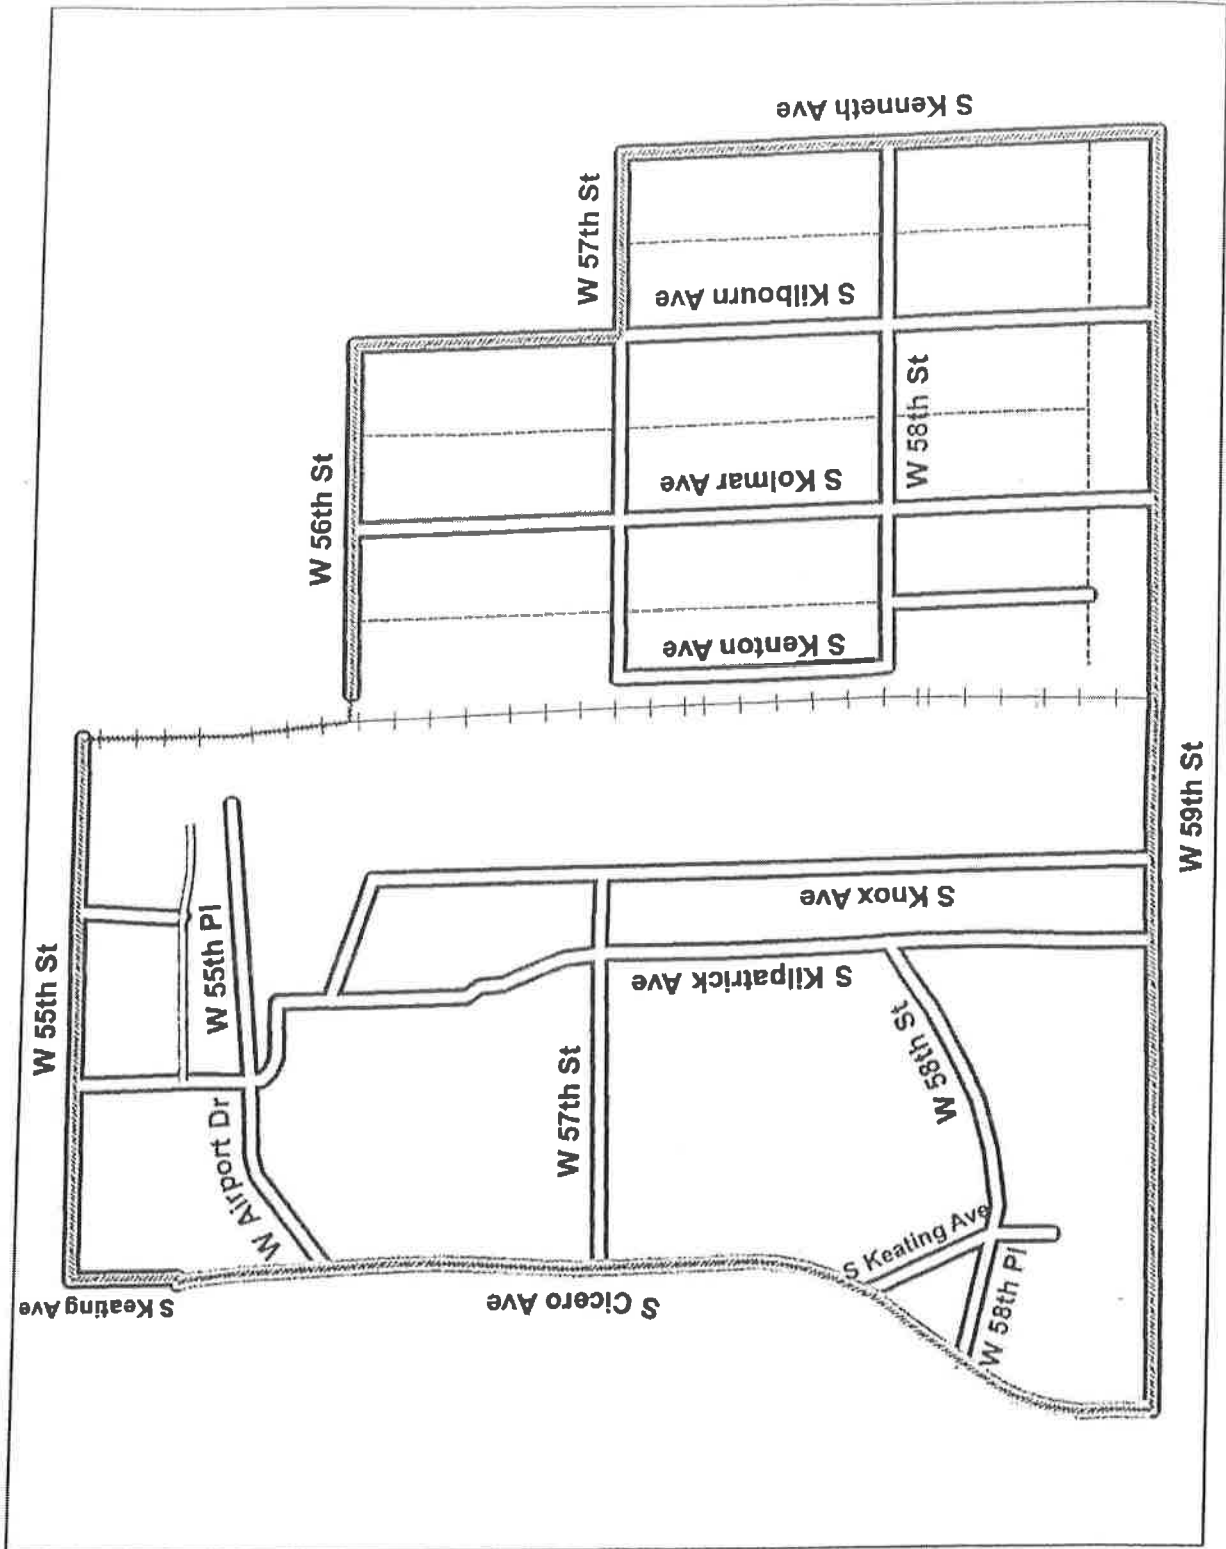 W 55th St
S Keating Ave
W Airport Dr
W 55th Pl
W 56th St
W 57th St
S Kenneth Ave
S Cicero Ave
W 57th St
S Kilpatrick Ave
S Knox Ave
S Kenton Ave
S Kolmar Ave
S Kilbourn Ave
S Keating Ave
W 58th St
W 58th St
W 58th Pl
W 59th St